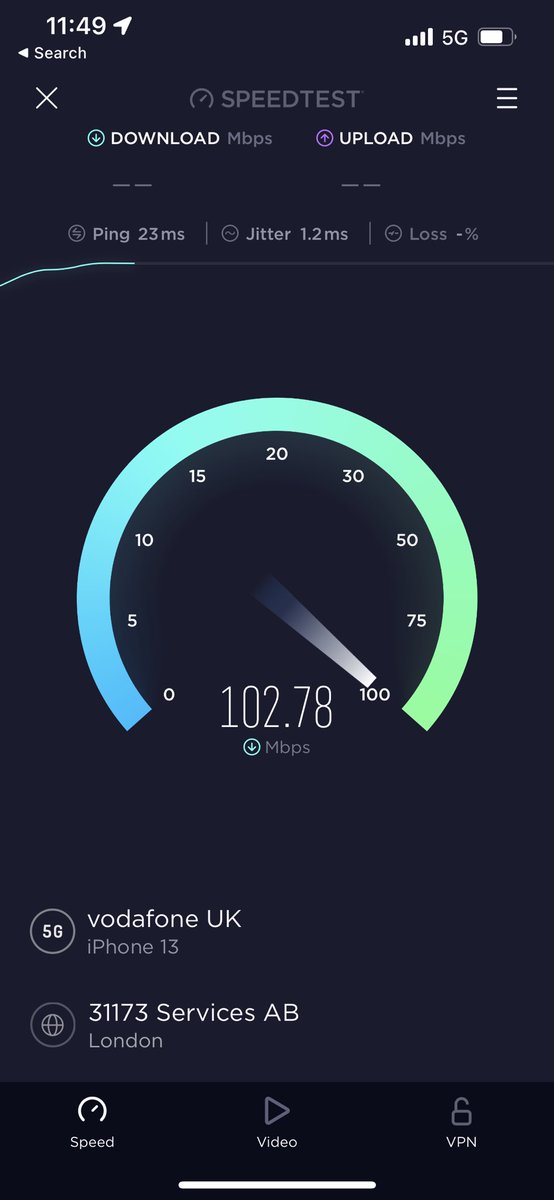 11:49
5G
◀ Search
SPEEDTEST
DOWNLOAD Mbps
UPLOAD Mbps
— —
— —
Ping 23 ms
Jitter 1.2 ms
Loss - %
20
15
30
10
50
5
75
0
100
102.78
Mbps
5G
vodafone UK
iPhone 13
31173 Services AB
London
Speed
Video
VPN